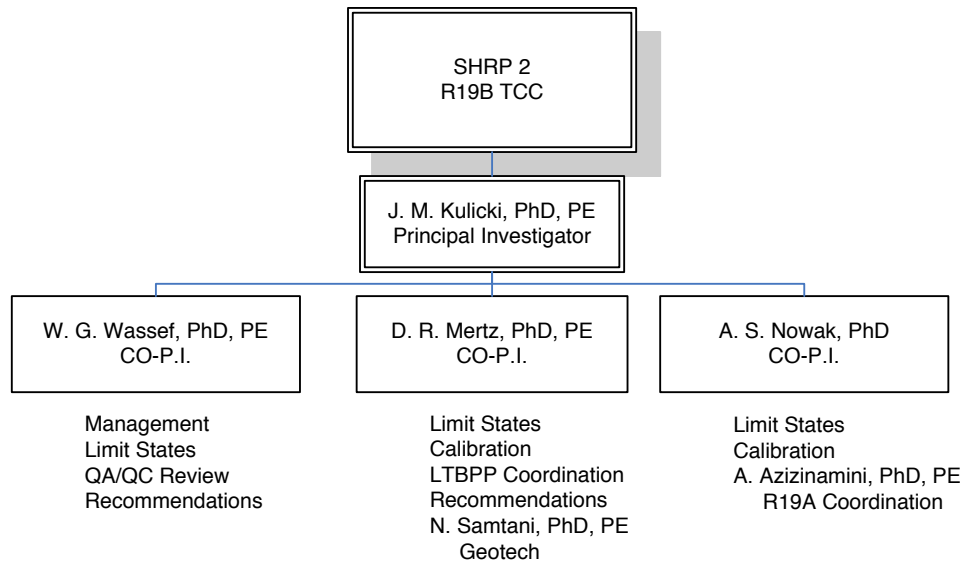 SHRP 2
R19B TCC
J. M. Kulicki, PhD, PE
Principal Investigator
W. G. Wassef, PhD, PE
CO-P.I.
D. R. Mertz, PhD, PE
CO-P.I.
A. S. Nowak, PhD
CO-P.I.
Management
Limit States
QA/QC Review
Recommendations
Limit States
Calibration
LTBPP Coordination
Recommendations
N. Samtani, PhD, PE
Geotech
Limit States
Calibration
A. Azizinamini, PhD, PE
R19A Coordination